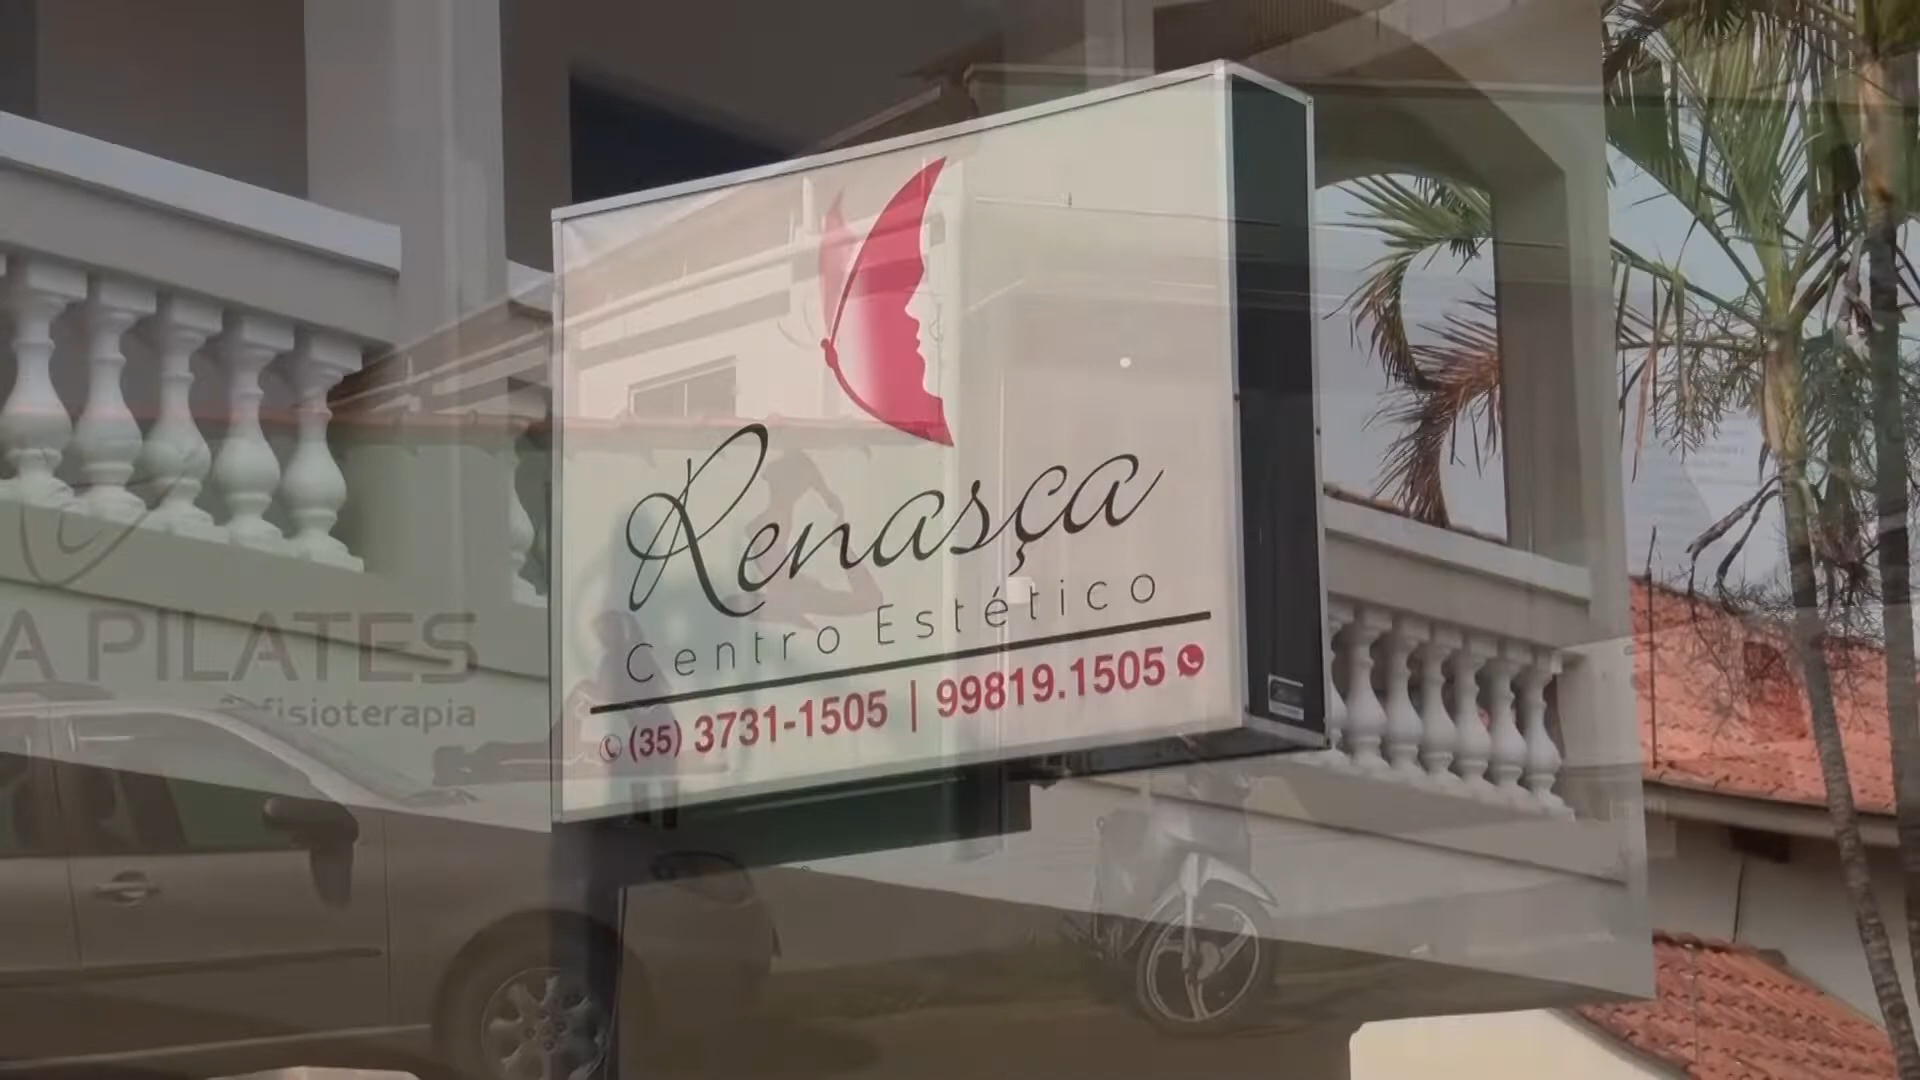 Renasça
Centro Estético
(35) 3731-1505 | 99819.1505
A PILATES
fisioterapia